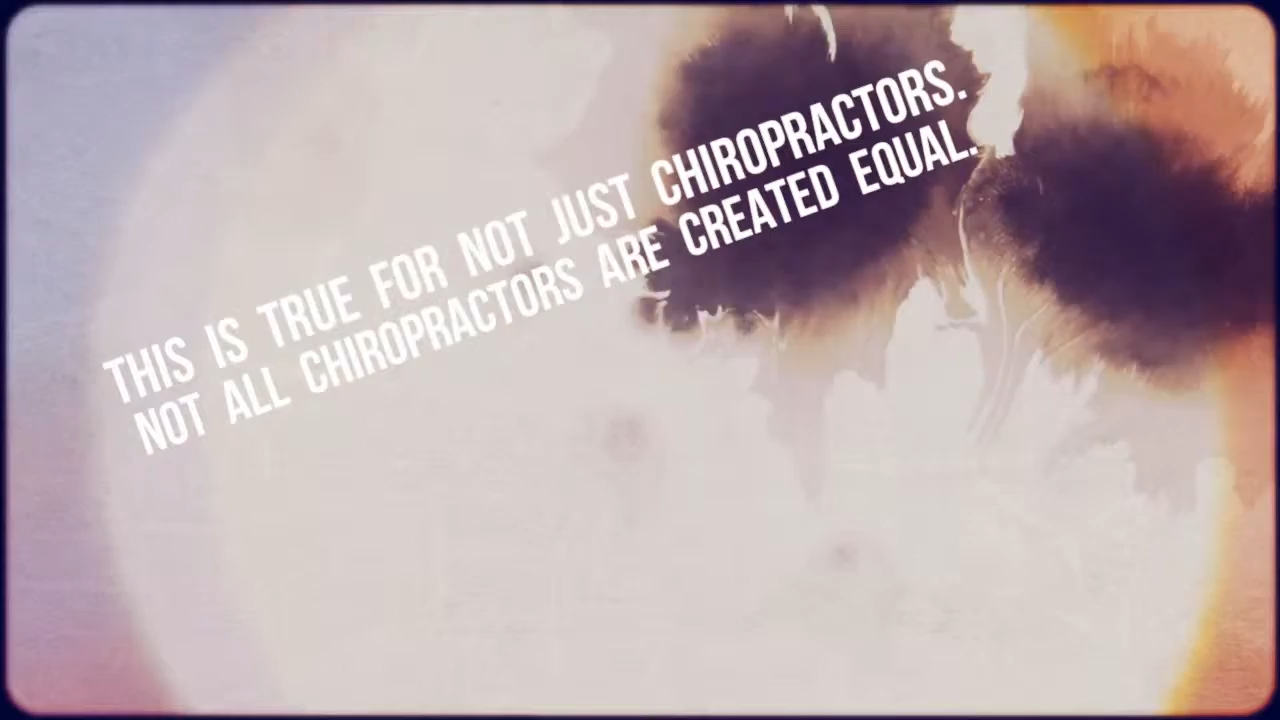 THIS IS TRUE FOR NOT JUST CHIROPRACTORS.
NOT ALL CHIROPRACTORS ARE CREATED EQUAL.